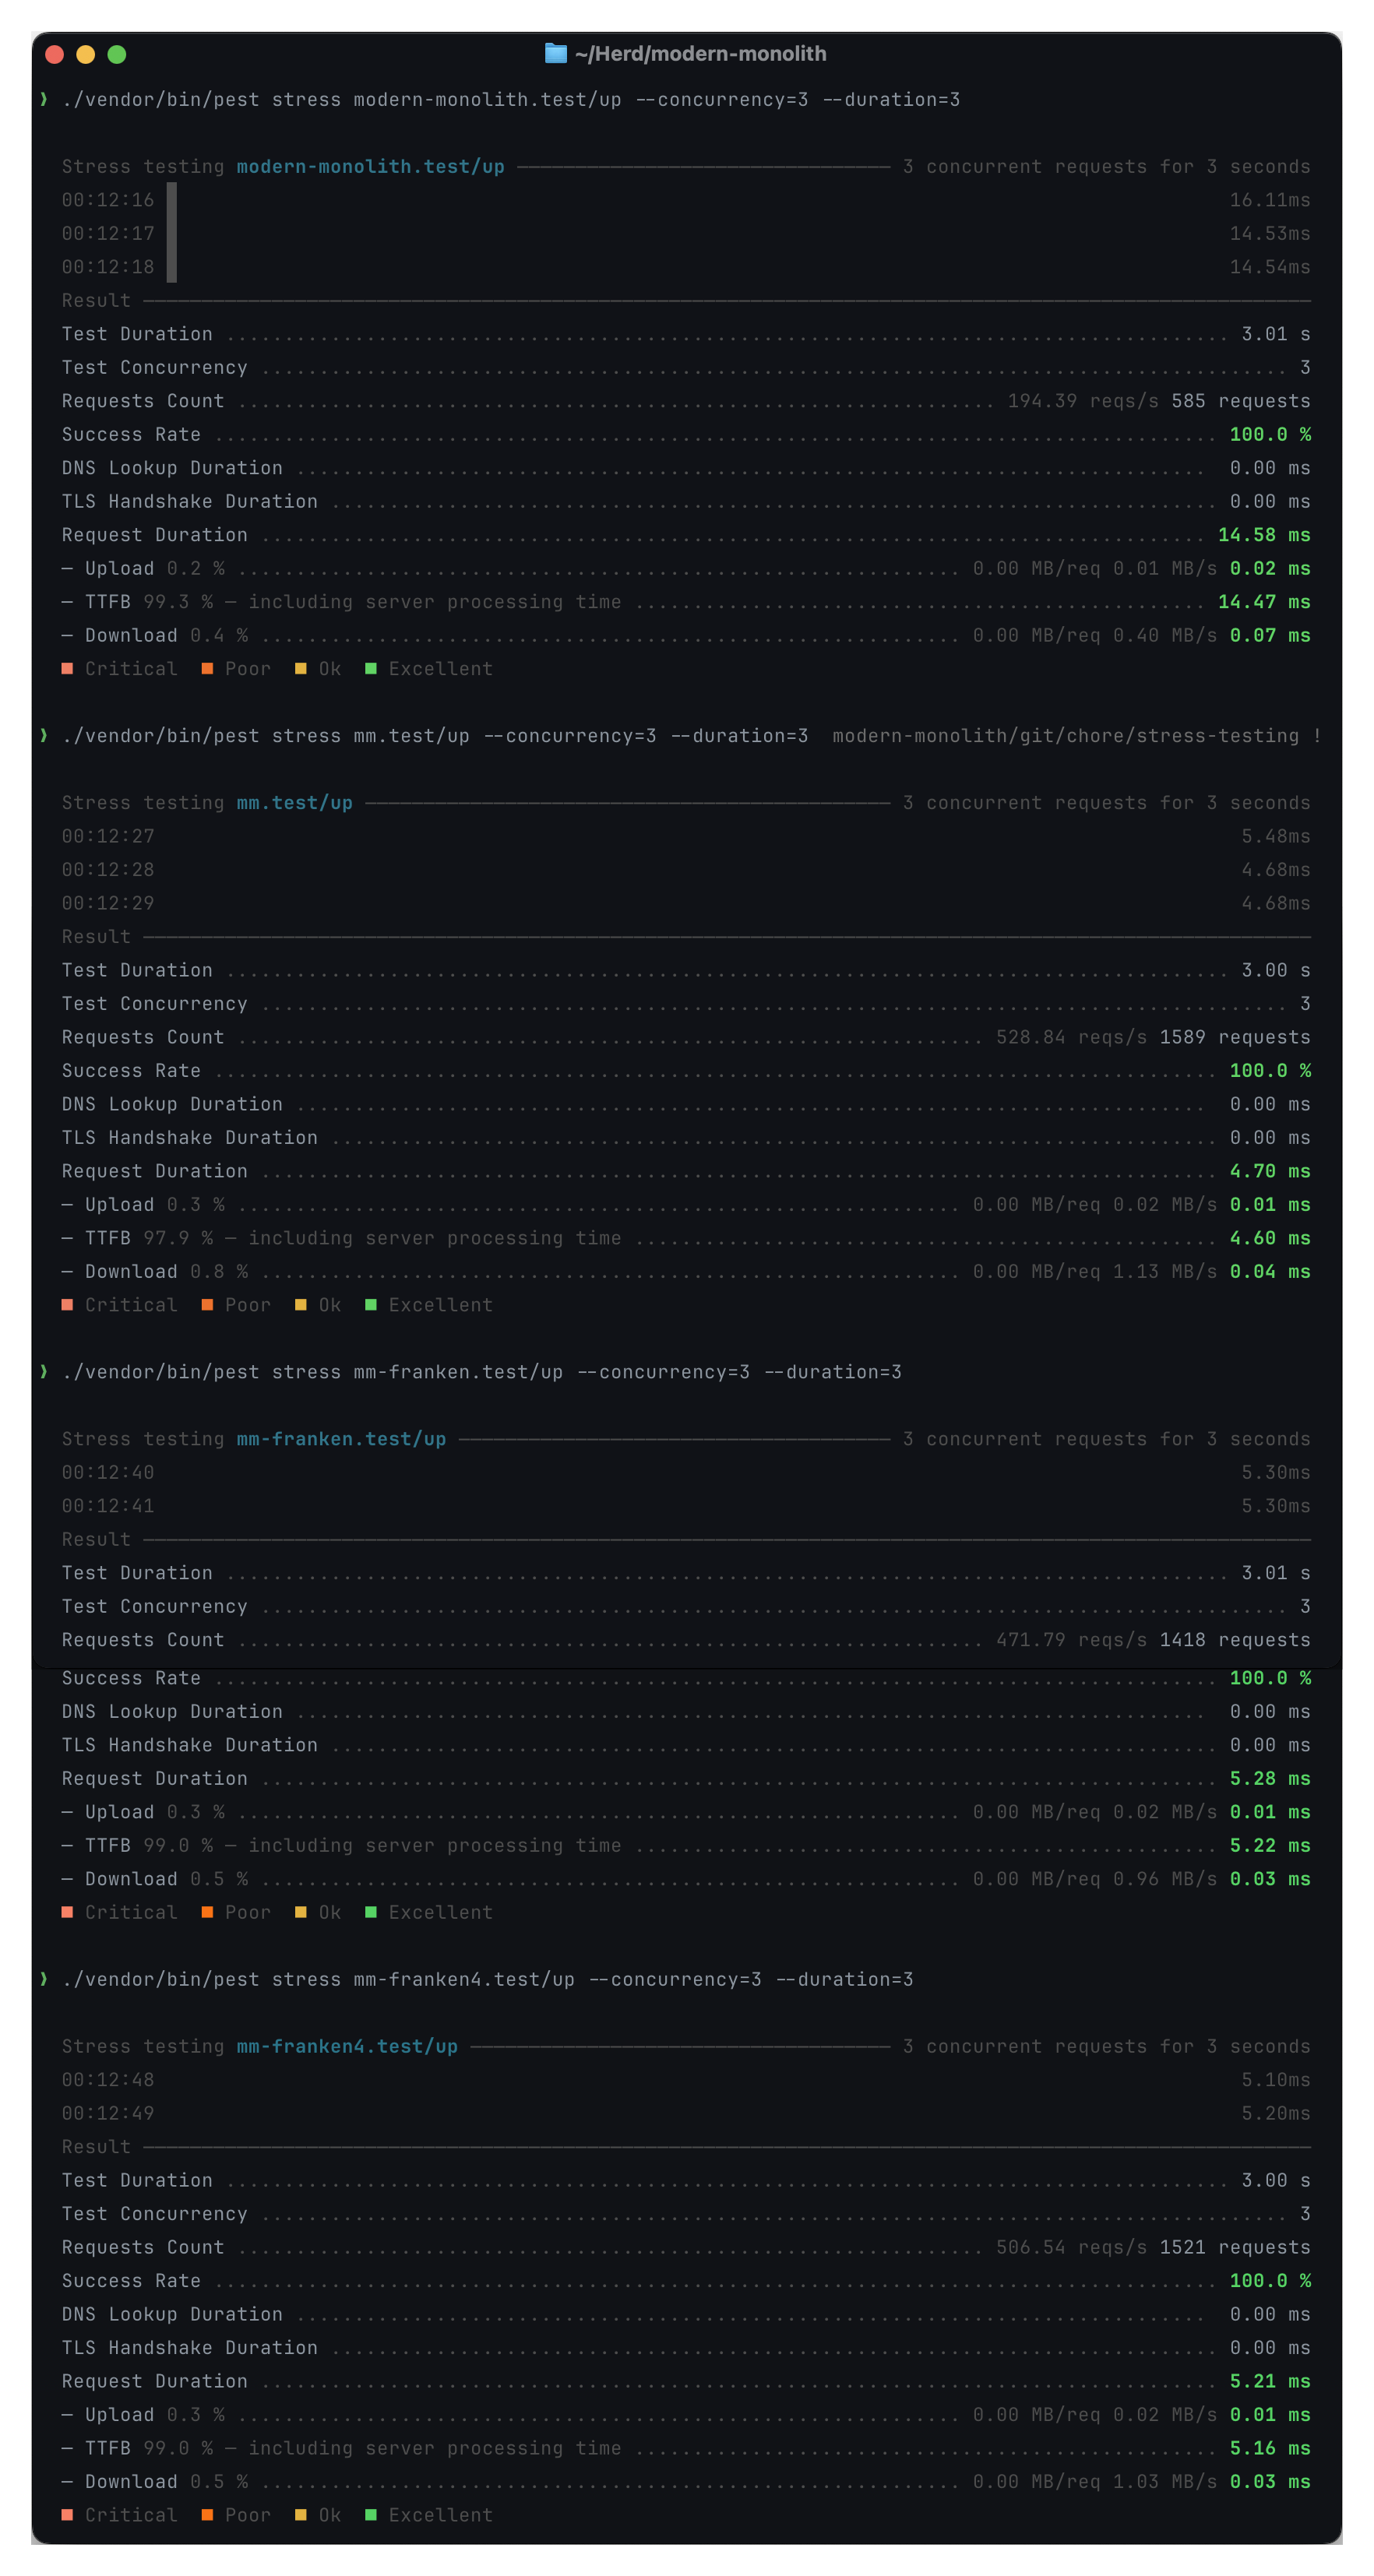 ~/Herd/modern-monolith
❯ ./vendor/bin/pest stress modern-monolith.test/up --concurrency=3 --duration=3
Stress testing modern-monolith.test/up ──────────────────────────────── 3 concurrent requests for 3 seconds
00:12:16 16.11ms
00:12:17 14.53ms
00:12:18 14.54ms
Result
Test Duration ........ 3.01 s
Test Concurrency ........ 3
Requests Count ........ 194.39 reqs/s 585 requests
Success Rate ........ 100.0 %
DNS Lookup Duration ........ 0.00 ms
TLS Handshake Duration ........ 0.00 ms
Request Duration ........ 14.58 ms
— Upload 0.2 % ........ 0.00 MB/req 0.01 MB/s 0.02 ms
— TTFB 99.3 % — including server processing time ........ 14.47 ms
— Download 0.4 % ........ 0.00 MB/req 0.40 MB/s 0.07 ms
■ Critical ■ Poor ■ Ok ■ Excellent
❯ ./vendor/bin/pest stress mm.test/up --concurrency=3 --duration=3 modern-monolith/git/chore/stress-testing !
Stress testing mm.test/up ──────────────────────────────── 3 concurrent requests for 3 seconds
00:12:27 5.48ms
00:12:28 4.68ms
00:12:29 4.68ms
Result
Test Duration ........ 3.00 s
Test Concurrency ........ 3
Requests Count ........ 528.84 reqs/s 1589 requests
Success Rate ........ 100.0 %
DNS Lookup Duration ........ 0.00 ms
TLS Handshake Duration ........ 0.00 ms
Request Duration ........ 4.70 ms
— Upload 0.3 % ........ 0.00 MB/req 0.02 MB/s 0.01 ms
— TTFB 97.9 % — including server processing time ........ 4.60 ms
— Download 0.8 % ........ 0.00 MB/req 1.13 MB/s 0.04 ms
■ Critical ■ Poor ■ Ok ■ Excellent
❯ ./vendor/bin/pest stress mm-franken.test/up --concurrency=3 --duration=3
Stress testing mm-franken.test/up ──────────────────────────────── 3 concurrent requests for 3 seconds
00:12:40 5.30ms
00:12:41 5.30ms
Result
Test Duration ........ 3.01 s
Test Concurrency ........ 3
Requests Count ........ 471.79 reqs/s 1418 requests
Success Rate ........ 100.0 %
DNS Lookup Duration ........ 0.00 ms
TLS Handshake Duration ........ 0.00 ms
Request Duration ........ 5.28 ms
— Upload 0.3 % ........ 0.00 MB/req 0.02 MB/s 0.01 ms
— TTFB 99.0 % — including server processing time ........ 5.22 ms
— Download 0.5 % ........ 0.00 MB/req 0.96 MB/s 0.03 ms
■ Critical ■ Poor ■ Ok ■ Excellent
❯ ./vendor/bin/pest stress mm-franken4.test/up --concurrency=3 --duration=3
Stress testing mm-franken4.test/up ──────────────────────────────── 3 concurrent requests for 3 seconds
00:12:48 5.10ms
00:12:49 5.20ms
Result
Test Duration ........ 3.00 s
Test Concurrency ........ 3
Requests Count ........ 506.54 reqs/s 1521 requests
Success Rate ........ 100.0 %
DNS Lookup Duration ........ 0.00 ms
TLS Handshake Duration ........ 0.00 ms
Request Duration ........ 5.21 ms
— Upload 0.3 % ........ 0.00 MB/req 0.02 MB/s 0.01 ms
— TTFB 99.0 % — including server processing time ........ 5.16 ms
— Download 0.5 % ........ 0.00 MB/req 1.03 MB/s 0.03 ms
■ Critical ■ Poor ■ Ok ■ Excellent